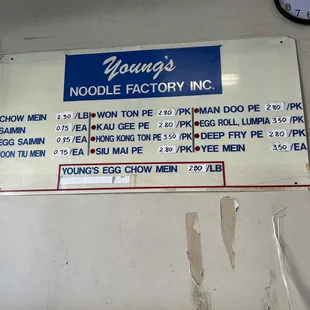 Young's
NOODLE FACTORY INC.
CHOW MEIN 2.50/LB • WON TON PE 2.80/PK • MAN DOO PE 2.80/PK
SAIMIN 0.75/EA • KAU GEE PE 2.80/PK • EGG ROLL, LUMPIA 3.50/PK
EGG SAIMIN 0.85/EA • HONG KONG TON PE 3.50/PK • DEEP FRY PE 2.80/PK
OON TIU MEIN 0.75/EA • SIU MAI PE 2.80/PK • YEE MEIN 3.50/EA
YOUNG'S EGG CHOW MEIN 2.80/LB
8 7 6